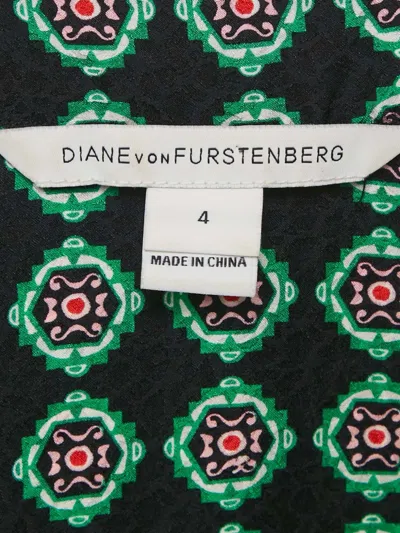 DIANE VON FURSTENBERG
4
MADE IN CHINA